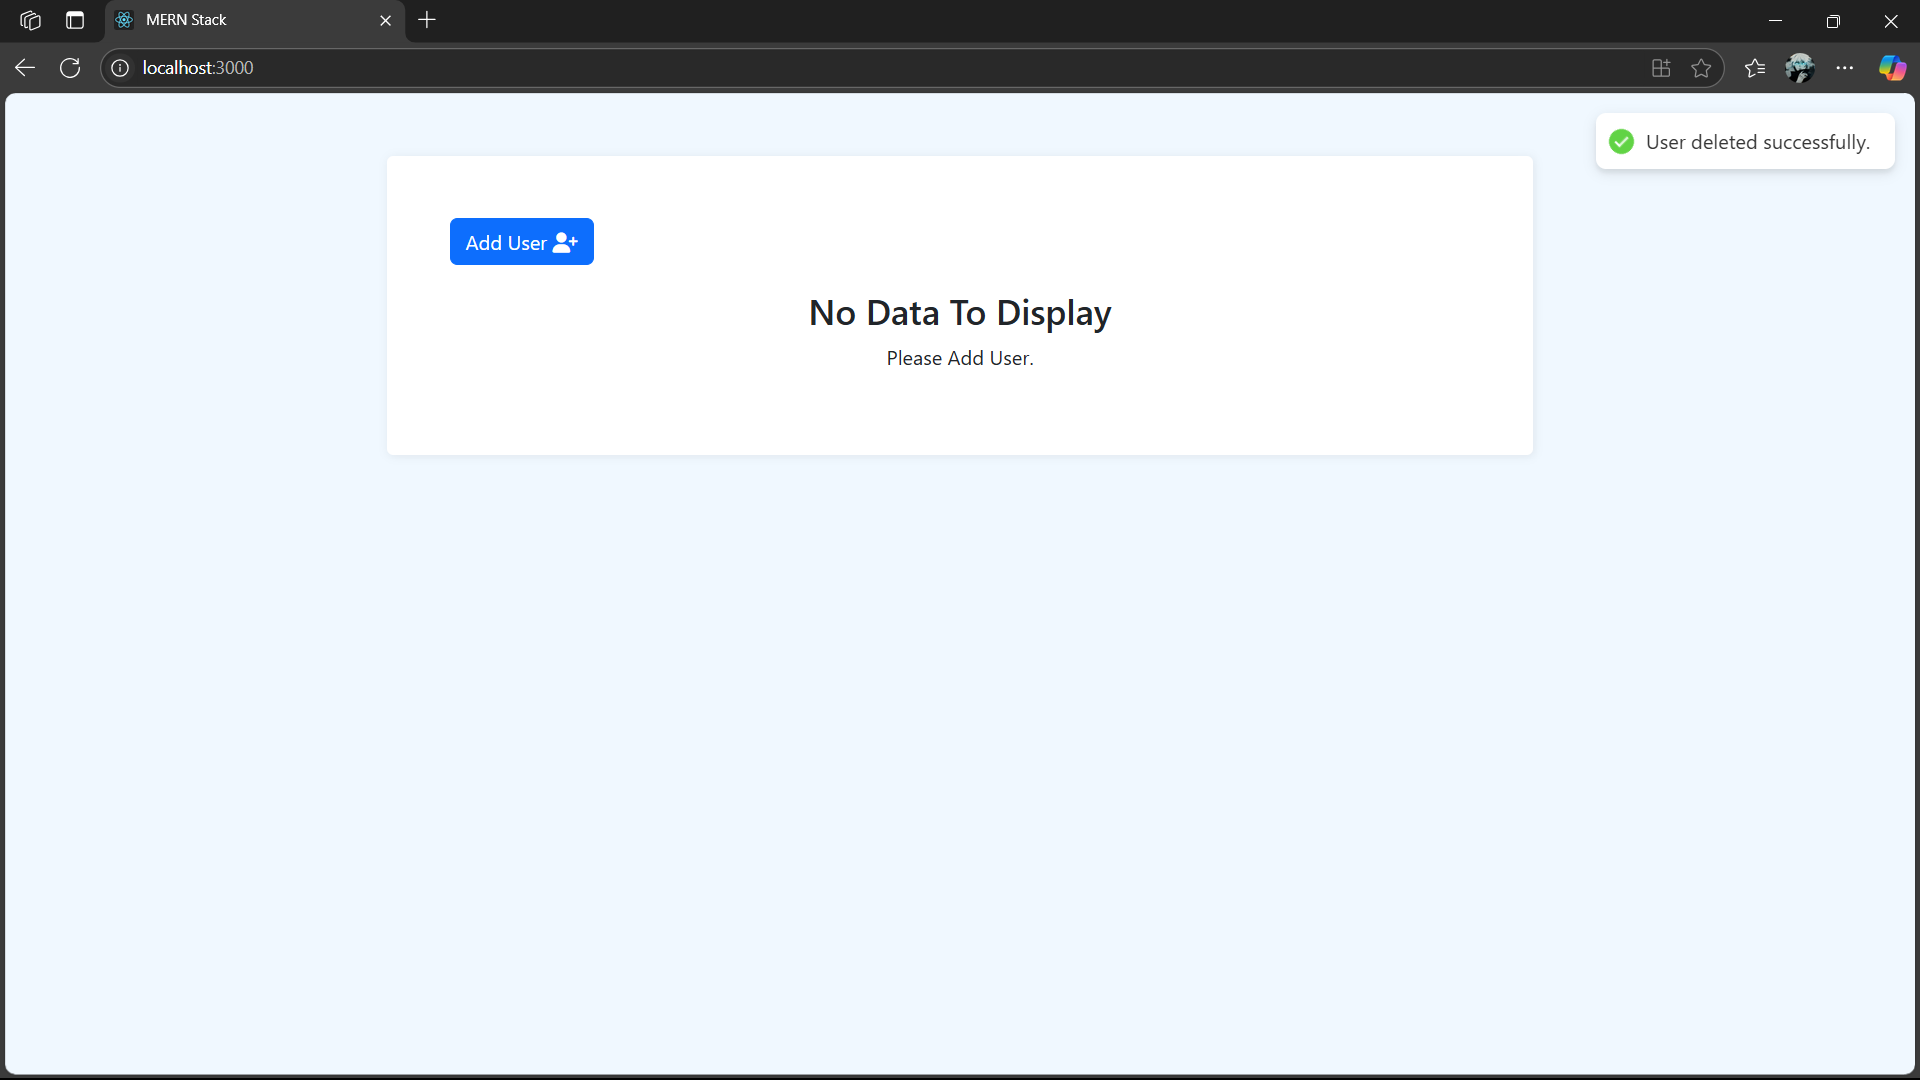 MERN Stack
localhost:3000
User deleted successfully.
Add User
No Data To Display
Please Add User.